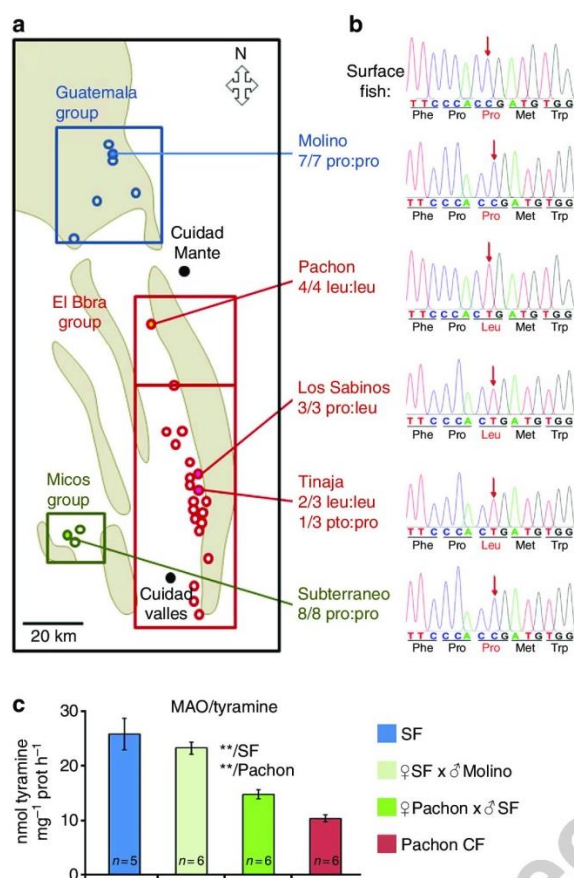 a
N
Guatemala
group
Molino
7/7 pro:pro
Cuidad
Mante
Pachon
4/4 leu:leu
El Bbra
group
Los Sabinos
3/3 pro:leu
Tinaja
2/3 leu:leu
1/3 pto:pro
Micos
group
Subterraneo
8/8 pro:pro
Cuidad
valles
20 km
b
Surface
fish:
TTCCCACCGATGTGG
Phe Pro Pro Met Trp
TTCCCACCGATGTGG
Phe Pro Pro Met Trp
TTCCCACTGATGTGG
Phe Pro Leu Met Trp
TTCCCACTGATGTGG
Phe Pro Leu Met Trp
TTCCCACTGATGTGG
Phe Pro Leu Met Trp
TTCCCACCGATGTGG
Phe Pro Pro Met Trp
c
MAO/tyramine
nmol tyramine
mg⁻¹ prot h⁻¹
30
20
10
0
**/SF
**/Pachon
n=5
n=6
n=6
n=6
SF
♀SF x♂Molino
♀Pachon x♂SF
Pachon CF